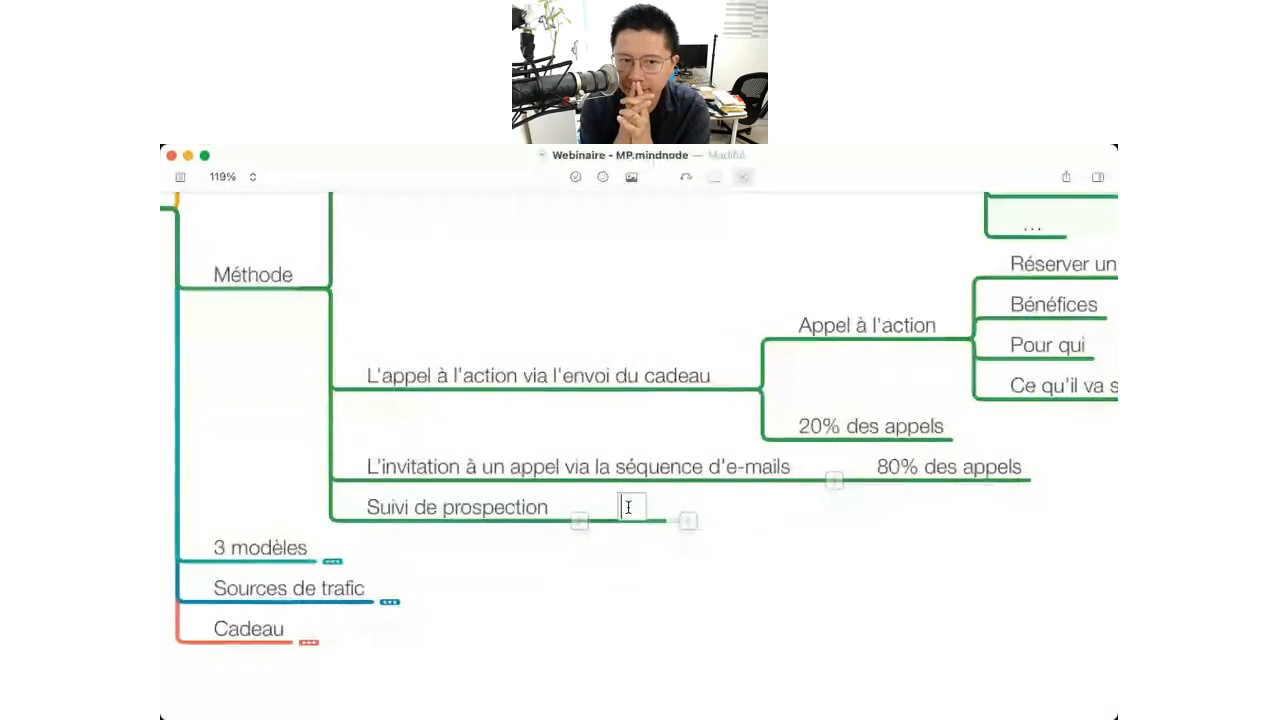 Webinaire - MP.mindnode — Modifié
119%
...
Méthode
Réserver un
Bénéfices
Appel à l'action
Pour qui
L'appel à l'action via l'envoi du cadeau
Ce qu'il va s
20% des appels
L'invitation à un appel via la séquence d'e-mails
80% des appels
Suivi de prospection
3 modèles
Sources de trafic
Cadeau